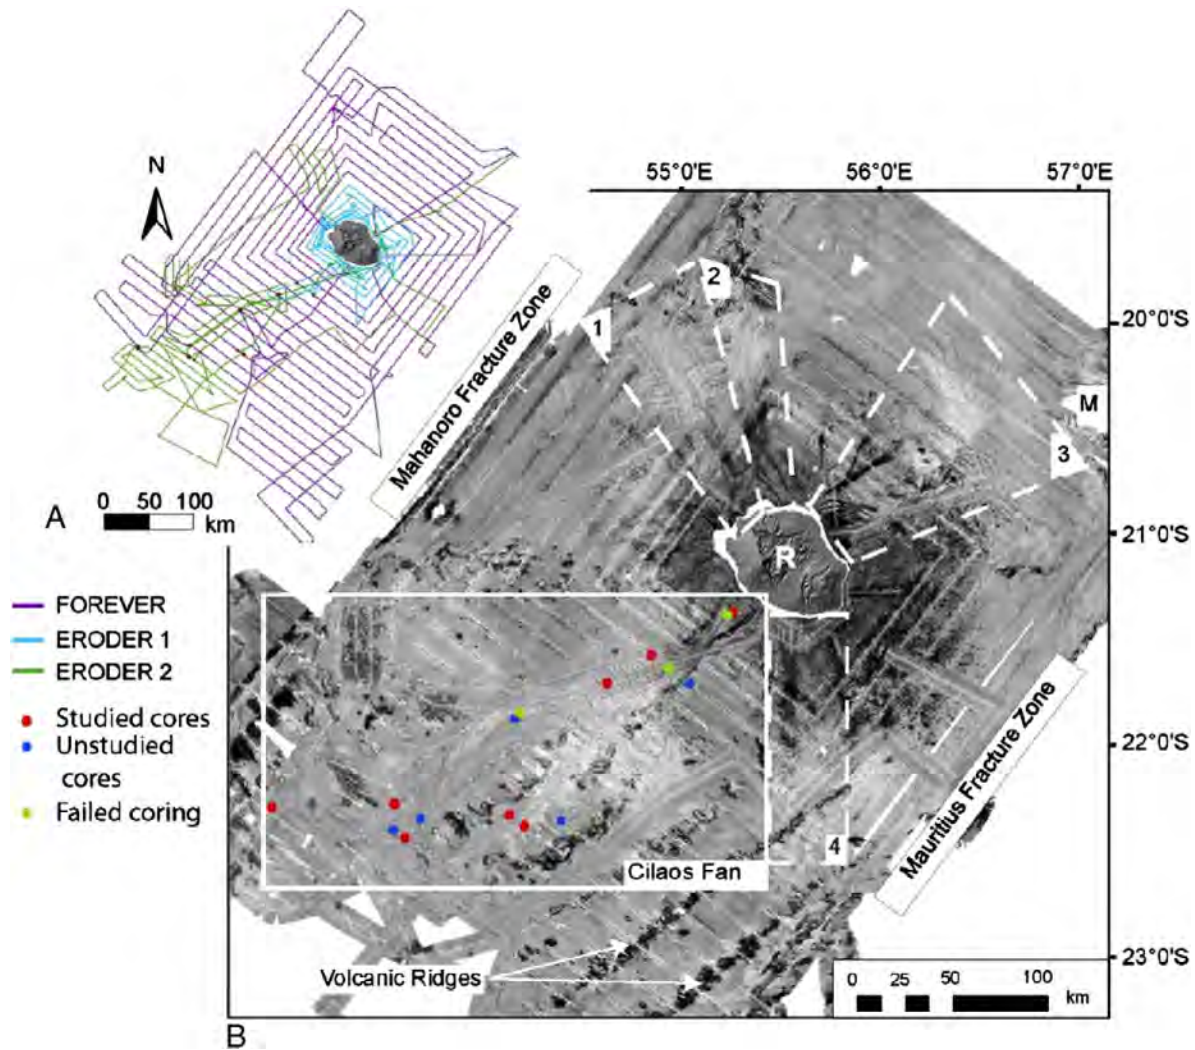 N
A
0 50 100
km
FOREVER
ERODER 1
ERODER 2
Studied cores
Unstudied
cores
Failed coring
55°0'E
56°0'E
57°0'E
20°0'S
21°0'S
22°0'S
23°0'S
Mahanoro Fracture Zone
Mauritius Fracture Zone
1
2
3
4
M
R
Cilaos Fan
Volcanic Ridges
0 25 50 100
km
B